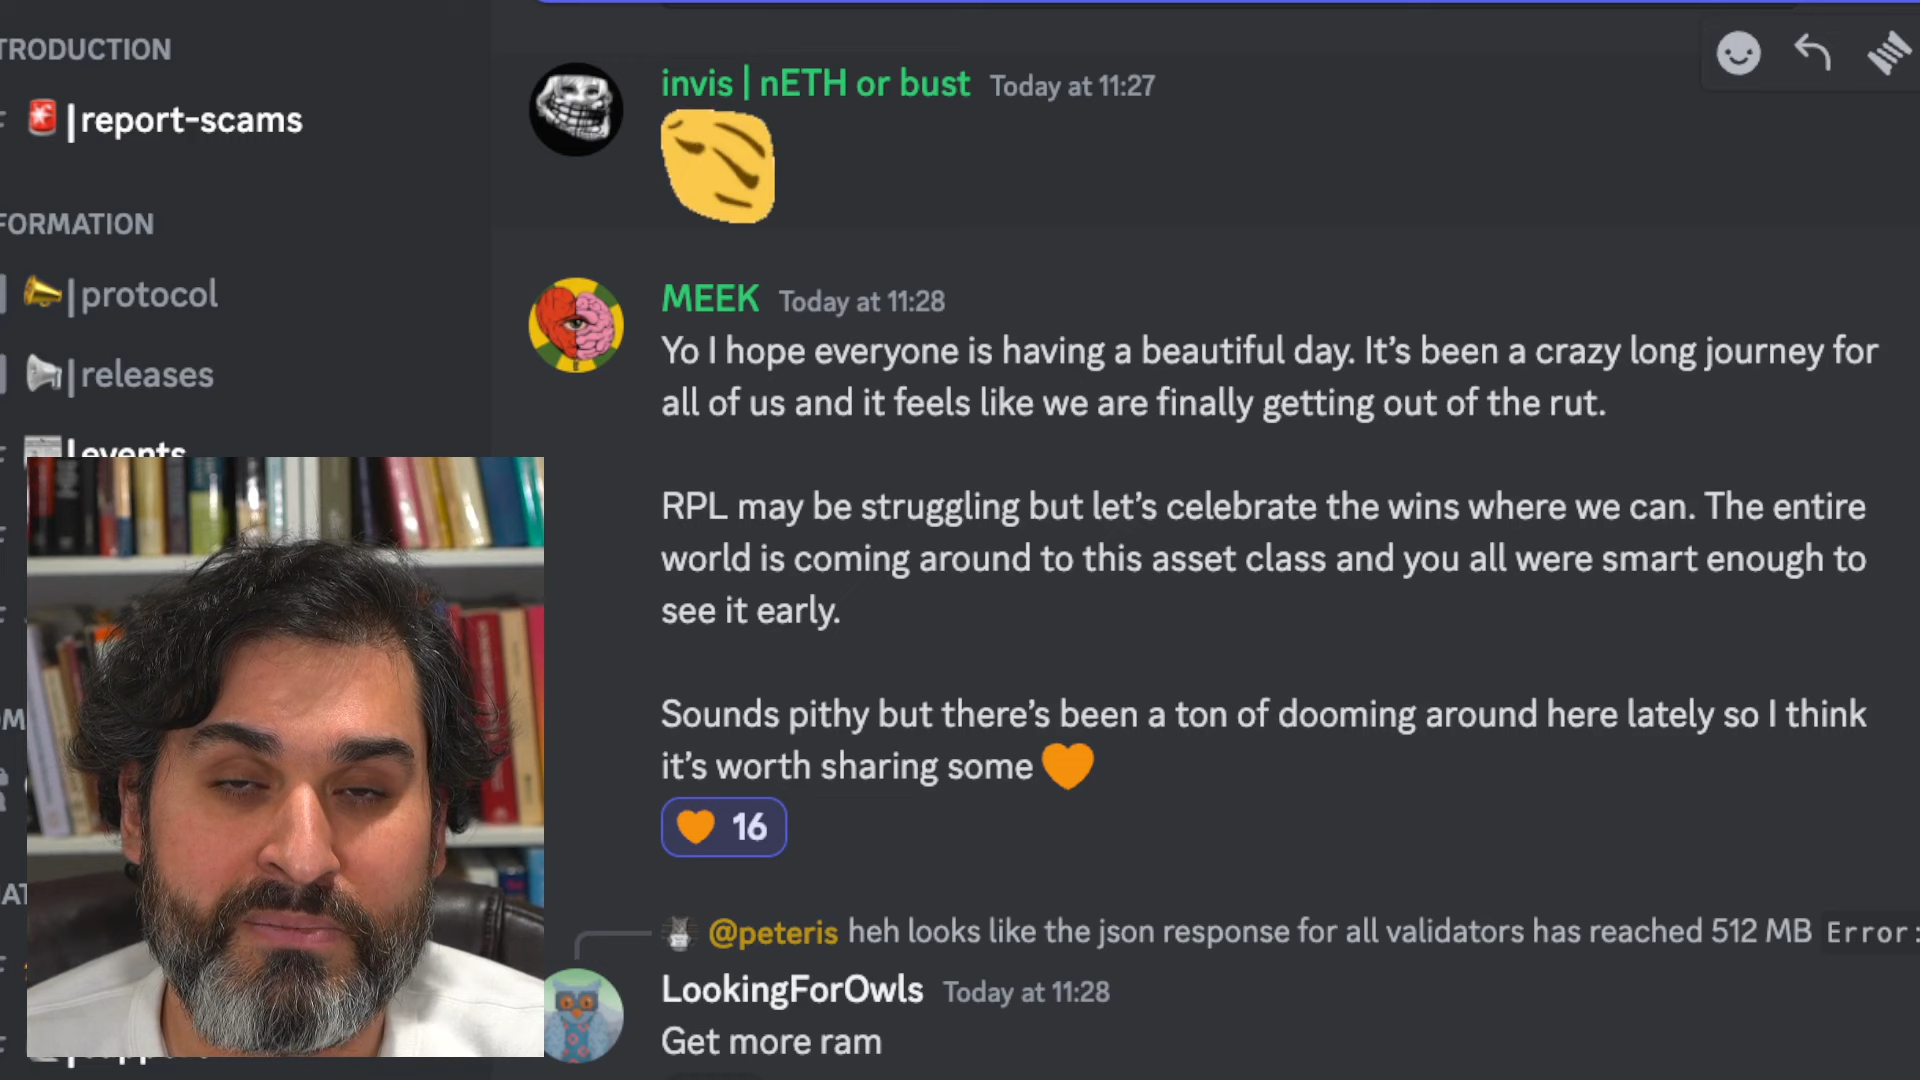 TRODUCTION
|report-scams
FORMATION
|protocol
|releases
|events
invis | nETH or bust Today at 11:27
MEEK Today at 11:28
Yo I hope everyone is having a beautiful day. It’s been a crazy long journey for
all of us and it feels like we are finally getting out of the rut.
RPL may be struggling but let’s celebrate the wins where we can. The entire
world is coming around to this asset class and you all were smart enough to
see it early.
Sounds pithy but there’s been a ton of dooming around here lately so I think
it’s worth sharing some 🧡
🧡 16
@peteris heh looks like the json response for all validators has reached 512 MB Error:
LookingForOwls Today at 11:28
Get more ram